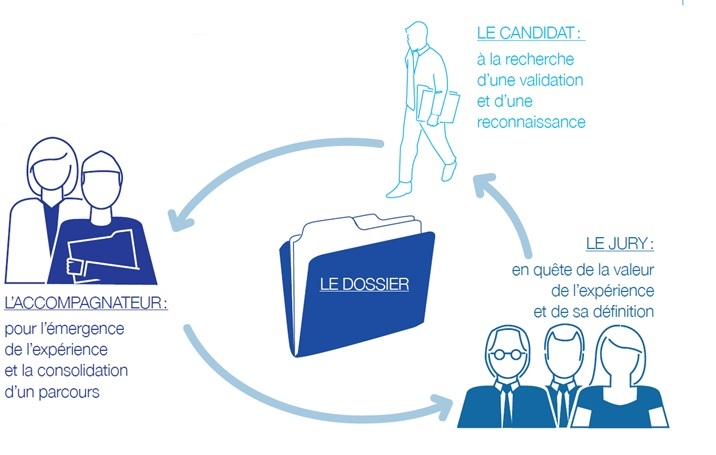 LE CANDIDAT :
à la recherche
d'une validation
et d'une
reconnaissance
LE DOSSIER
LE JURY :
en quête de la valeur
de l'expérience
et de sa définition
L'ACCOMPAGNATEUR :
pour l'émergence
de l'expérience
et la consolidation
d'un parcours